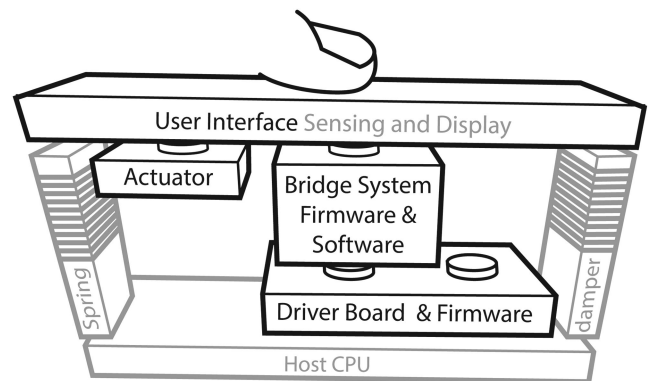 User Interface Sensing and Display
Actuator
Bridge System
Firmware &
Software
Spring
damper
Driver Board & Firmware
Host CPU